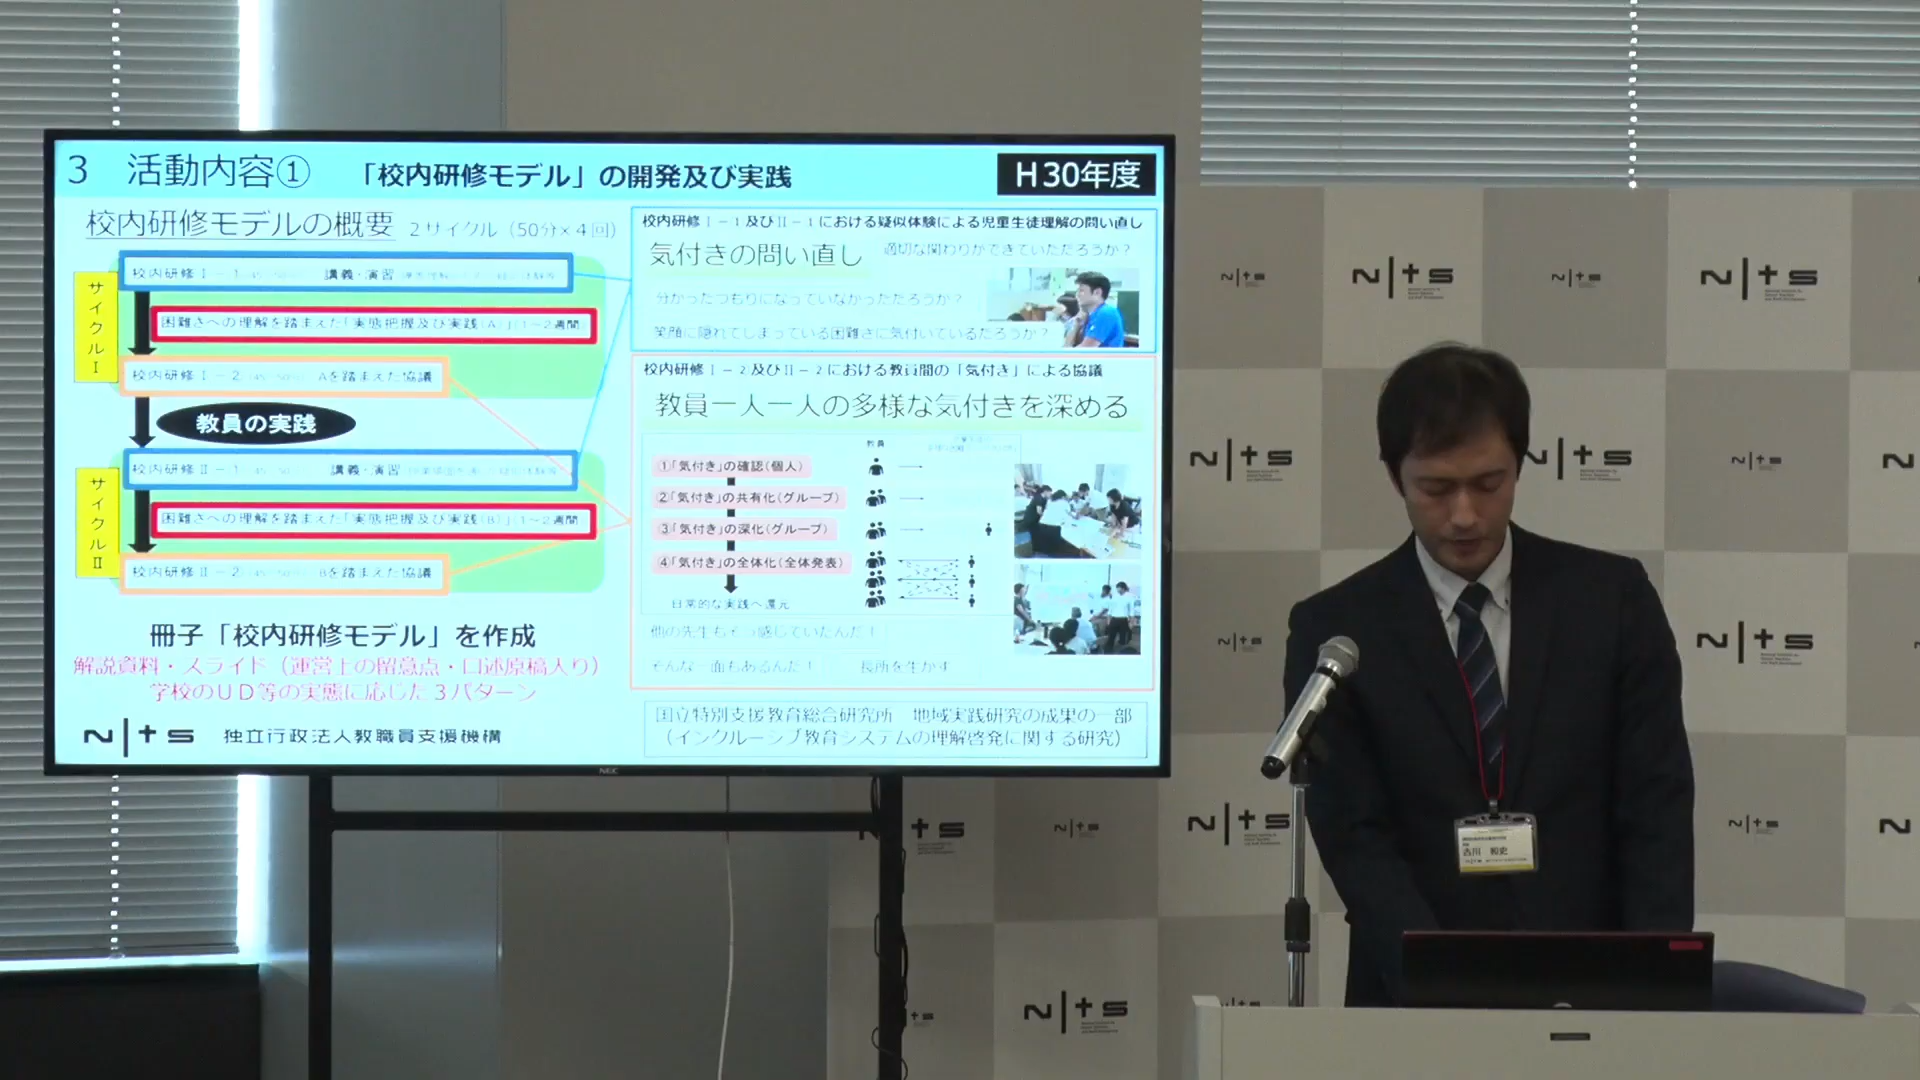 3 活動内容① 「校内研修モデル」の開発及び実践
H30年度
校内研修モデルの概要 2サイクル(50分×4回)
サイクルⅠ
校内研修Ⅰ-1 講義・演習
困難さへの理解を踏まえた「実態把握及び実践(A)」(1~2週間)
校内研修Ⅰ-2 Aを踏まえた協議
教員の実践
サイクルⅡ
校内研修Ⅱ-1 講義・演習
困難さへの理解を踏まえた「実態把握及び実践(B)」(1~2週間)
校内研修Ⅱ-2 Bを踏まえた協議
冊子「校内研修モデル」を作成
解説資料・スライド(運営上の留意点・口述原稿入り)
学校のUD等の実態に応じた3パターン
校内研修Ⅰ-1及びⅡ-1における疑似体験による児童生徒理解の問い直し
気付きの問い直し 適切な関わりができていただろうか?
分かったつもりになっていなかっただろうか?
笑顔に隠れてしまっている困難さに気付いているだろうか?
校内研修Ⅰ-2及びⅡ-2における教員間の「気付き」による協議
教員一人一人の多様な気付きを深める
教員
①「気付き」の確認(個人)
②「気付き」の共有化(グループ)
③「気付き」の深化(グループ)
④「気付き」の全体化(全体発表)
日常的な実践へ還元
他の先生もそう感じていたんだ!
そんな一面もあるんだ! 長所を生かす
国立特別支援教育総合研究所 地域実践研究の成果の一部
(インクルーシブ教育システムの理解啓発に関する研究)
N|ts 独立行政法人教職員支援機構
NEC
N|ts
N|ts
N|ts
N|ts
N|ts
N|ts
N|ts
N|ts
N|ts
N|ts
N|ts
N|ts
N|ts
古川 和史